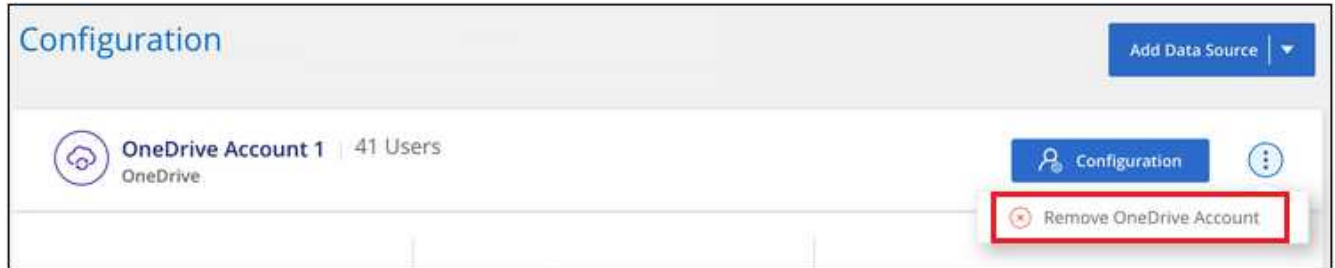 Configuration
Add Data Source
OneDrive Account 1 41 Users
OneDrive
Configuration
Remove OneDrive Account